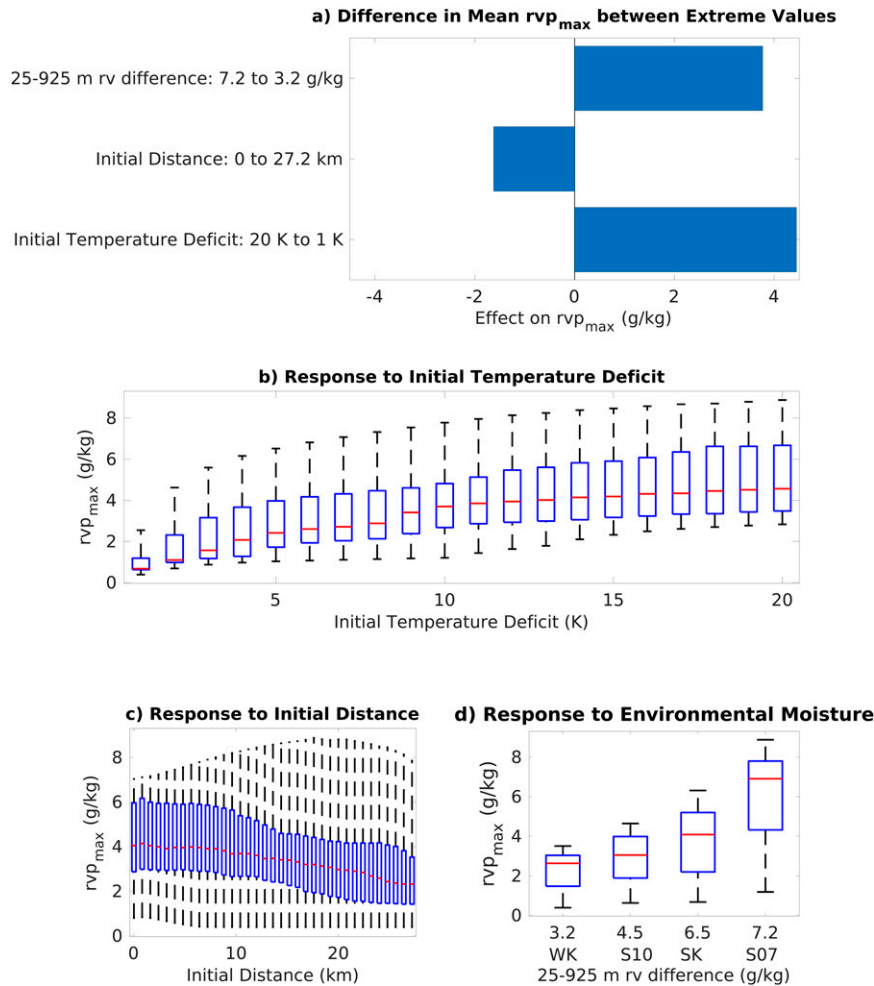 a) Difference in Mean rvpmax between Extreme Values
25-925 m rv difference: 7.2 to 3.2 g/kg
Initial Distance: 0 to 27.2 km
Initial Temperature Deficit: 20 K to 1 K
-4 -2 0 2 4
Effect on rvpmax (g/kg)
b) Response to Initial Temperature Deficit
rvpmax (g/kg)
8
6
4
2
0
5 10 15 20
Initial Temperature Deficit (K)
c) Response to Initial Distance
rvpmax (g/kg)
8
6
4
2
0
0 10 20
Initial Distance (km)
d) Response to Environmental Moisture
rvpmax (g/kg)
8
6
4
2
0
3.2 4.5 6.5 7.2
WK S10 SK S07
25-925 m rv difference (g/kg)